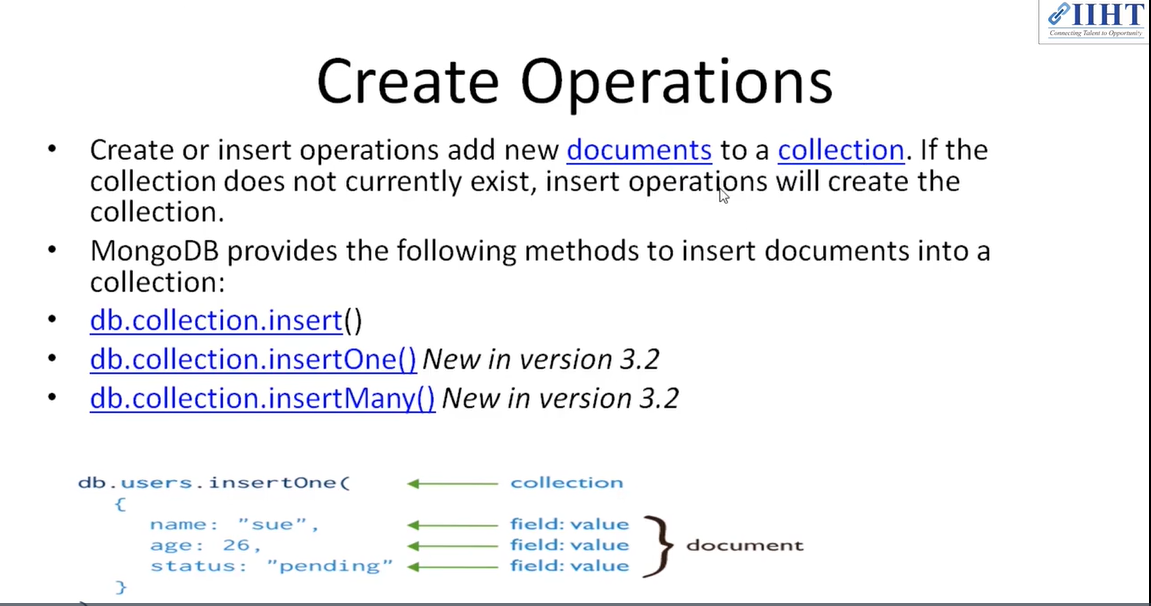 IIHT
Connecting Talent to Opportunity
Create Operations
• Create or insert operations add new documents to a collection. If the
collection does not currently exist, insert operations will create the
collection.
• MongoDB provides the following methods to insert documents into a
collection:
• db.collection.insert()
• db.collection.insertOne() New in version 3.2
• db.collection.insertMany() New in version 3.2
db.users.insertOne( collection
{
name: "sue", field: value
age: 26, field: value } document
status: "pending" field: value
}
)